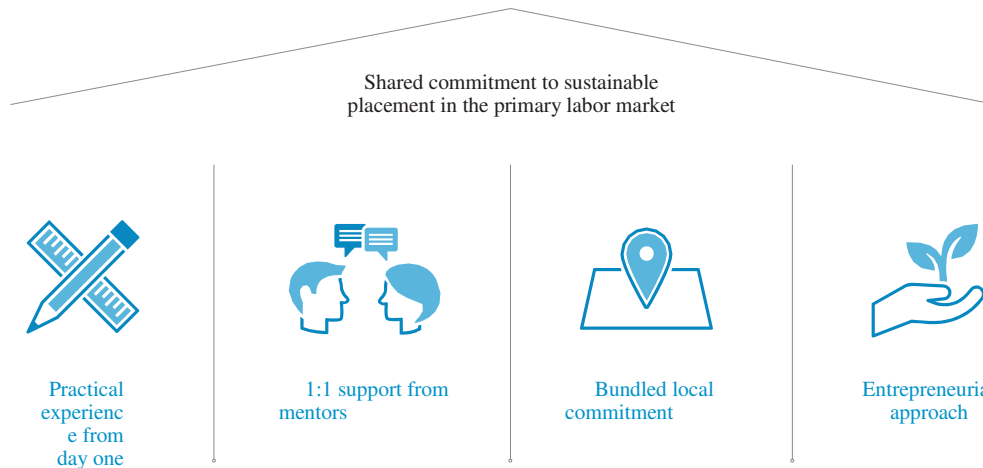 Shared commitment to sustainable
placement in the primary labor market
Practical
experienc
e from
day one
1:1 support from
mentors
Bundled local
commitment
Entrepreneuria
approach